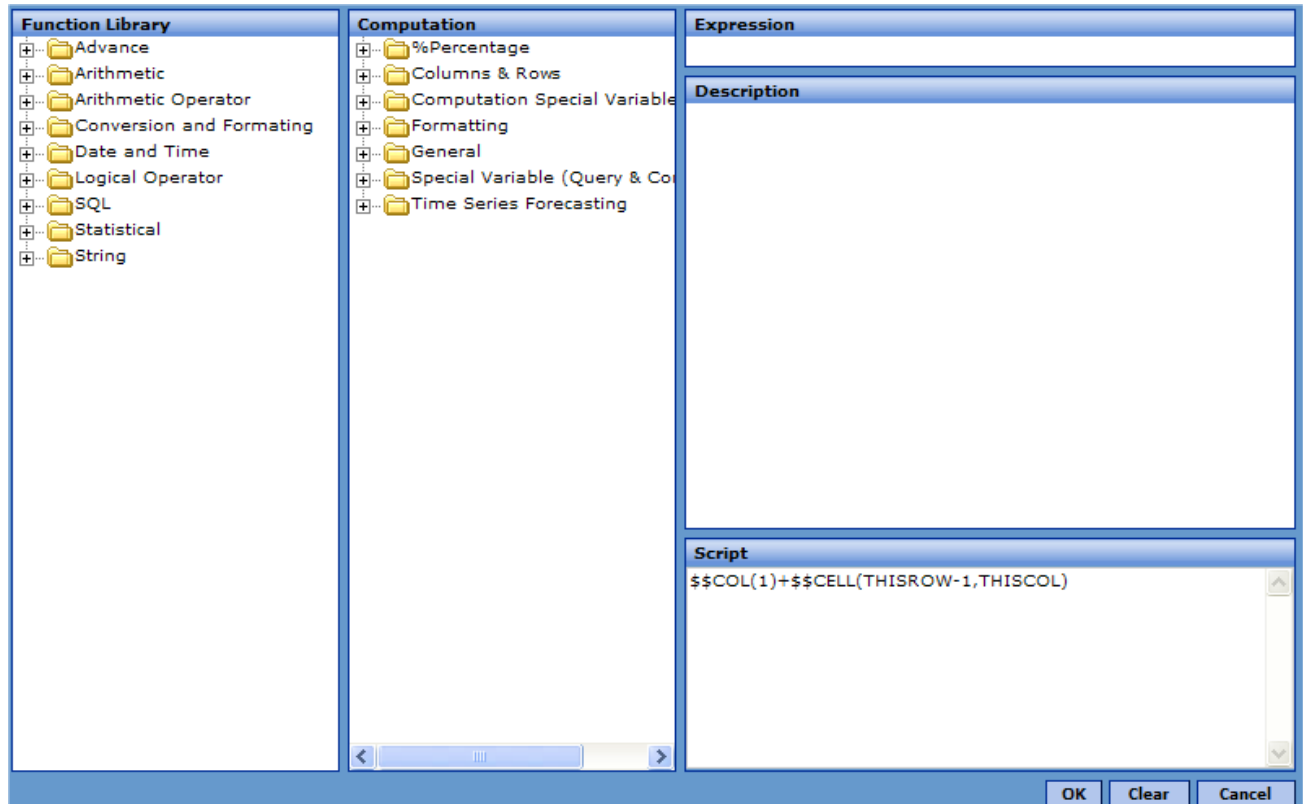 Function Library
Advance
Arithmetic
Arithmetic Operator
Conversion and Formating
Date and Time
Logical Operator
SQL
Statistical
String
Computation
%Percentage
Columns & Rows
Computation Special Variable
Formatting
General
Special Variable (Query & Co
Time Series Forecasting
Expression
Description
Script
$$COL(1)+$$CELL(THISROW-1,THISCOL)
OK
Clear
Cancel